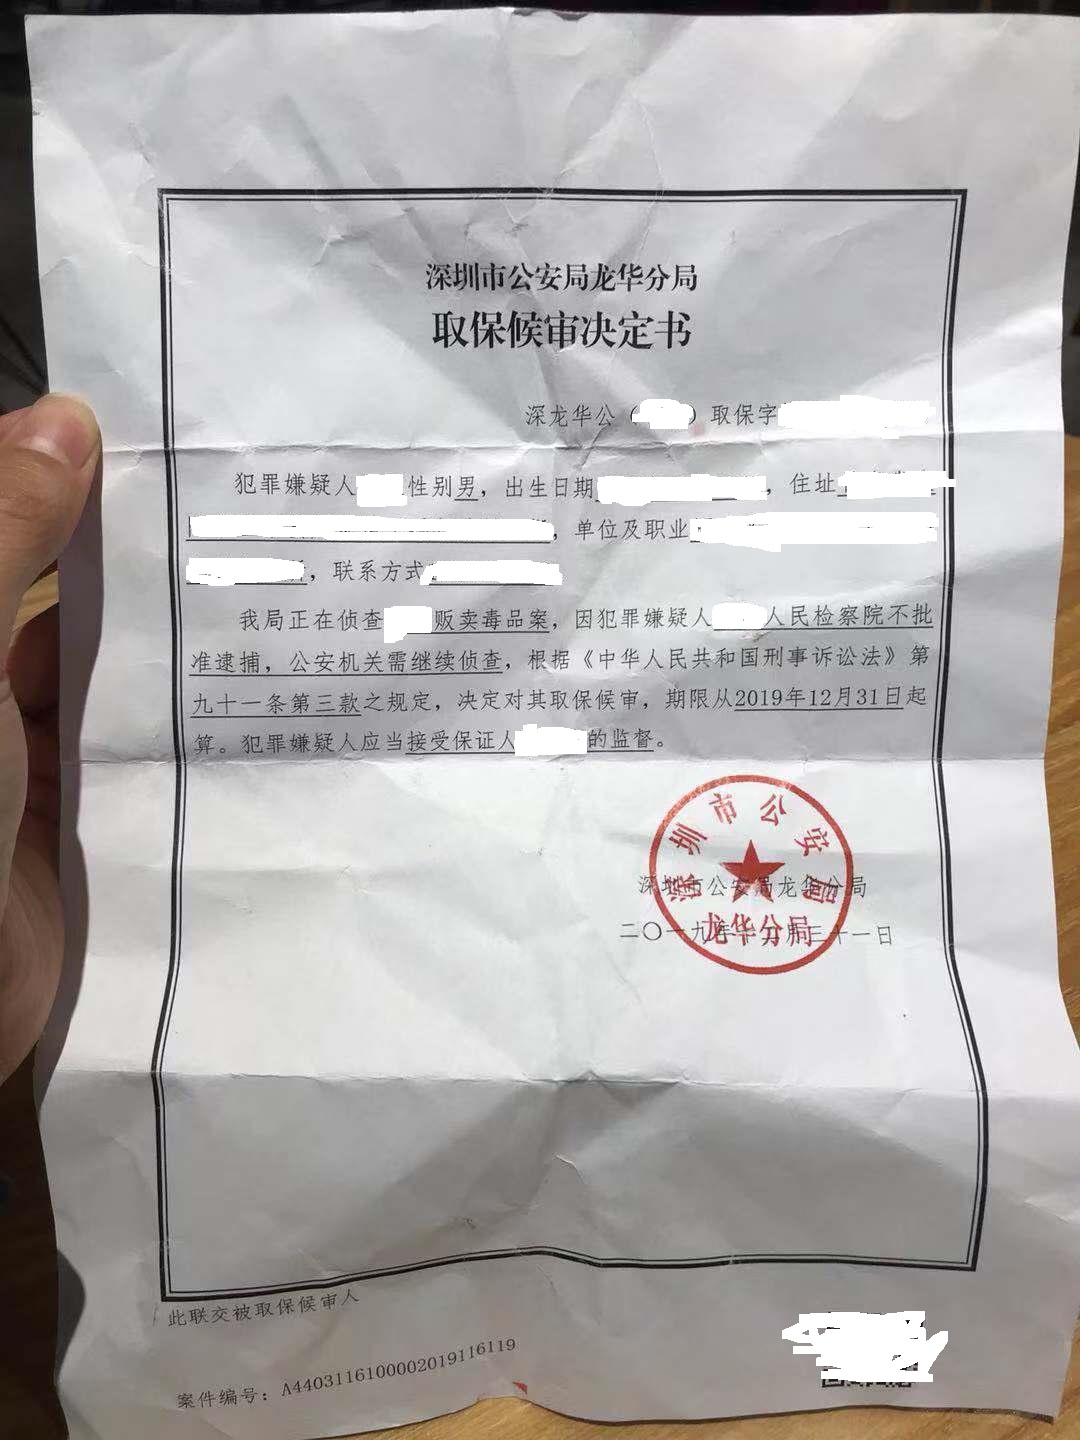 深圳市公安局龙华分局
取保候审决定书
深龙华公（ ）取保字
犯罪嫌疑人 性别男，出生日期 ，住址
，单位及职业
，联系方式
我局正在侦查 贩卖毒品案，因犯罪嫌疑人 人民检察院不批
准逮捕，公安机关需继续侦查，根据《中华人民共和国刑事诉讼法》第
九十一条第三款之规定，决定对其取保候审，期限从2019年12月31日起
算。犯罪嫌疑人应当接受保证人 的监督。
深圳市公安局
龙华分局
深圳市公安局龙华分局
二〇一九年十二月三十一日
此联交被取保候审人
案件编号：A4403116100002019116119